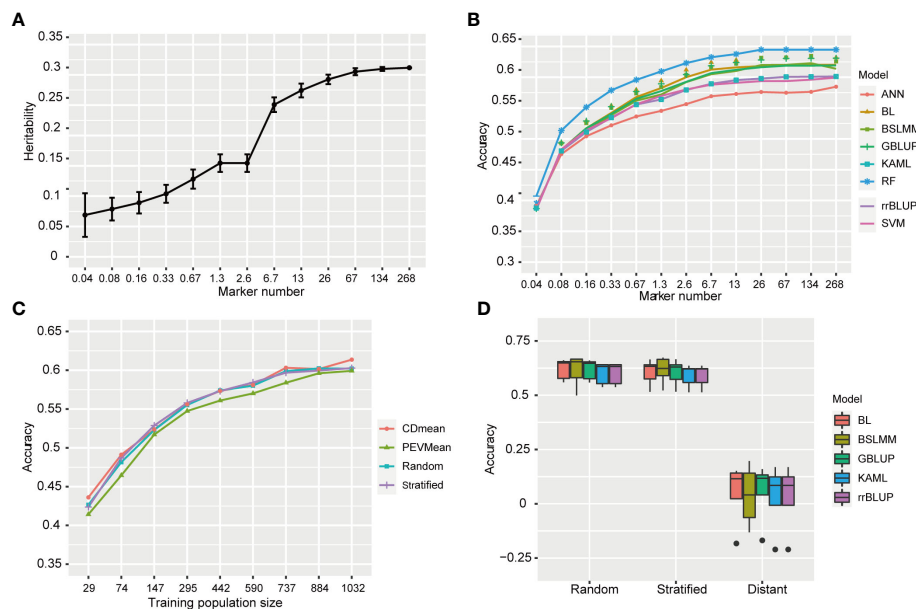 A
Heritability
0.35
0.3
0.25
0.15
0.1
0.05
0
0.04 0.08 0.16 0.33 0.67 1.3 2.6 6.7 13 26 67 134 268
Marker number
B
Accuracy
0.65
0.6
0.55
0.5
0.45
0.4
0.35
0.3
0.04 0.08 0.16 0.33 0.67 1.3 2.6 6.7 13 26 67 134 268
Marker number
Model
ANN
BL
BSLMM
GBLUP
KAML
RF
rrBLUP
SVM
C
Accuracy
0.65
0.6
0.55
0.5
0.45
0.4
0.35
29 74 147 295 442 590 737 884 1032
Training population size
CDmean
PEVMean
Random
Stratified
D
Accuracy
0.75
0.25
0
−0.25
Random Stratified Distant
Model
BL
BSLMM
GBLUP
KAML
rrBLUP